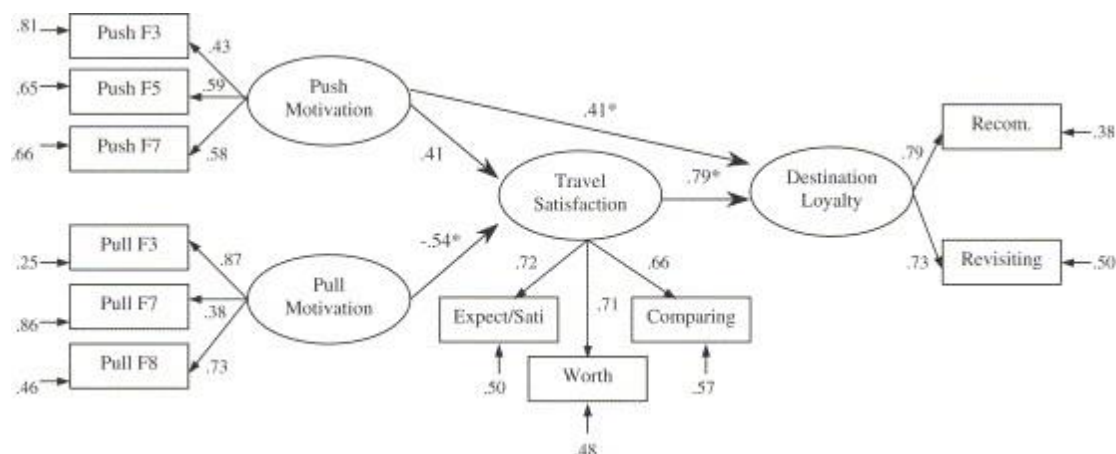 .81
Push F3
.43
.65
Push F5
.59
.66
Push F7
.58
Push
Motivation
.41*
.41
Recom.
.38
.79
Travel
Satisfaction
.79*
Destination
Loyalty
.73
Revisiting
.50
.25
Pull F3
.87
.86
Pull F7
.38
.46
Pull F8
.73
Pull
Motivation
-.54*
.72
.66
.71
Expect/Sati
Comparing
.50
Worth
.57
.48